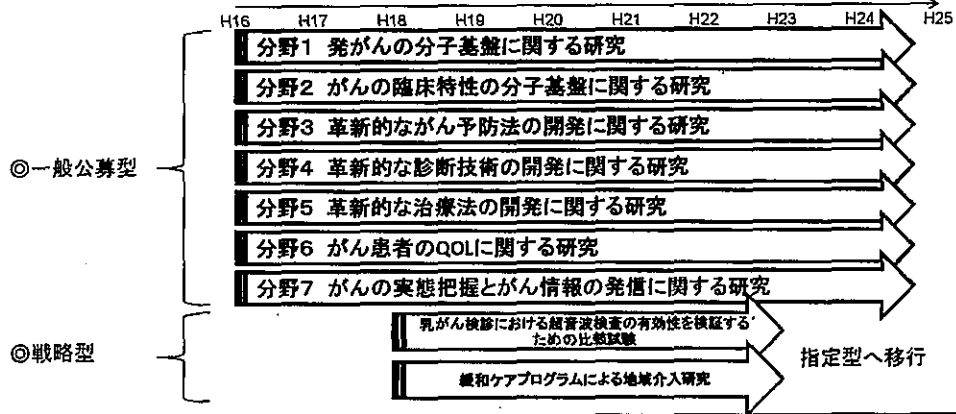 H16 H17 H18 H19 H20 H21 H22 H23 H24 H25
分野1 発がんの分子基盤に関する研究
分野2 がんの臨床特性の分子基盤に関する研究
分野3 革新的ながん予防法の開発に関する研究
◎一般公募型
分野4 革新的な診断技術の開発に関する研究
分野5 革新的な治療法の開発に関する研究
分野6 がん患者のQOLに関する研究
分野7 がんの実態把握とがん情報の発信に関する研究
乳がん検診における超音波検査の有効性を検証する
ための比較試験
◎戦略型
指定型へ移行
緩和ケアプログラムによる地域介入研究